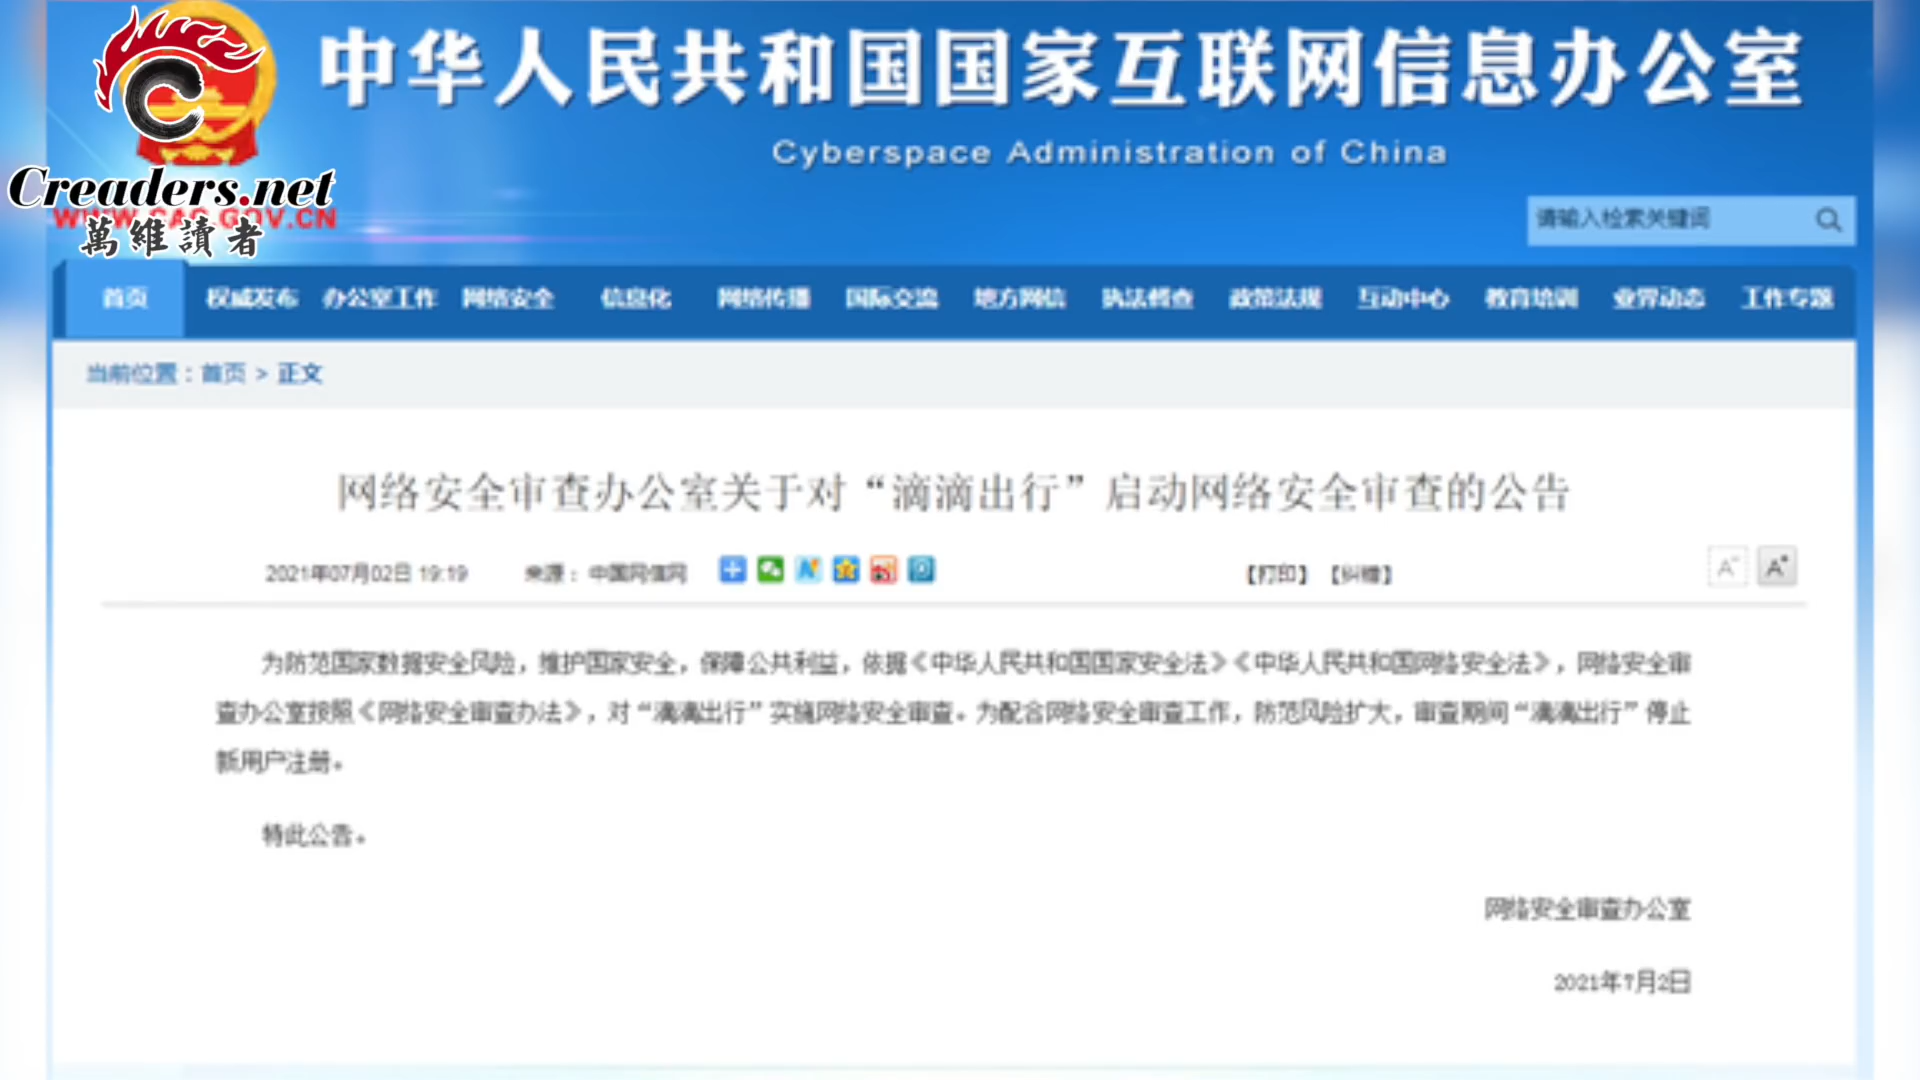 中华人民共和国国家互联网信息办公室
Cyberspace Administration of China
Creaders.net
WWW.CAC.GOV.CN
萬維讀者
请输入检索关键词
首页 权威发布 办公室工作 网络安全 信息化 网络传播 国际交流 地方网信 执法督查 政策法规 互动中心 教育培训 业界动态 工作专题
当前位置：首页 > 正文
网络安全审查办公室关于对“滴滴出行”启动网络安全审查的公告
2021年07月02日 19:19 来源：中国网信网 【打印】【纠错】 A- A+
为防范国家数据安全风险，维护国家安全，保障公共利益，依据《中华人民共和国国家安全法》《中华人民共和国网络安全法》，网络安全审
查办公室按照《网络安全审查办法》，对“滴滴出行”实施网络安全审查。为配合网络安全审查工作，防范风险扩大，审查期间“滴滴出行”停止
新用户注册。
特此公告。
网络安全审查办公室
2021年7月2日